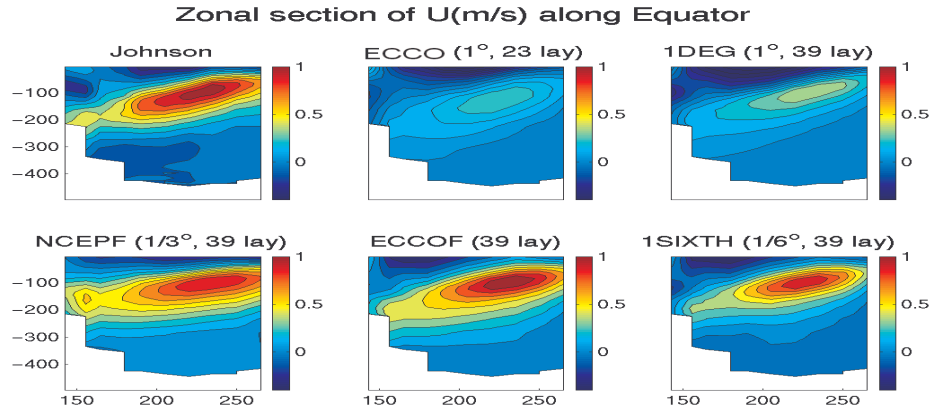 Zonal section of U(m/s) along Equator
Johnson
ECCO (1°, 23 lay)
1DEG (1°, 39 lay)
1
0.5
0
1
0.5
0
1
0.5
0
−100
−200
−300
−400
NCEPF (1/3°, 39 lay)
ECCOF (39 lay)
1SIXTH (1/6°, 39 lay)
1
0.5
0
1
0.5
0
1
0.5
0
−100
−200
−300
−400
150 200 250
150 200 250
150 200 250